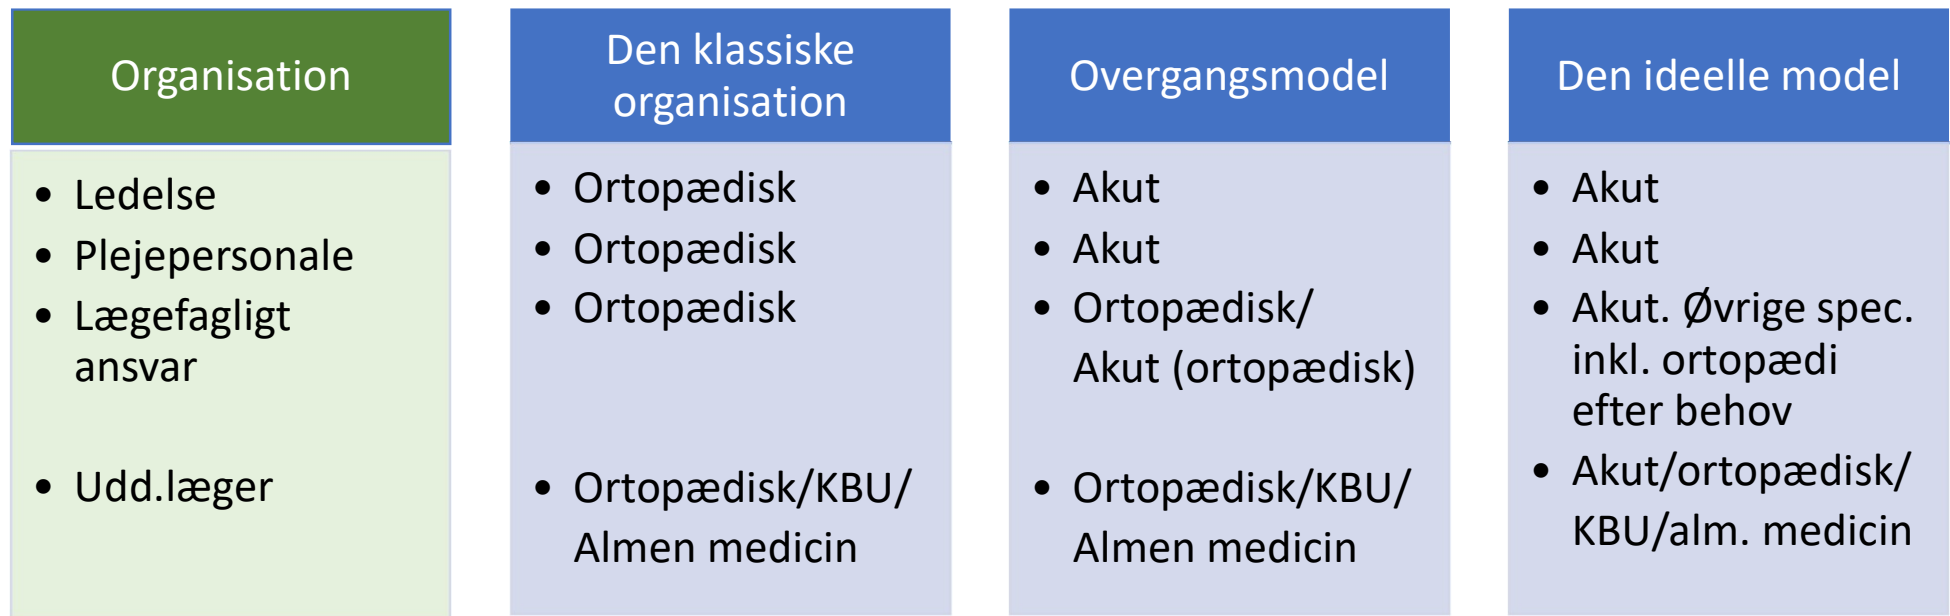 Organisation
• Ledelse
• Plejepersonale
• Lægefagligt
ansvar
• Udd.læger
Den klassiske
organisation
• Ortopædisk
• Ortopædisk
• Ortopædisk
• Ortopædisk/KBU/
Almen medicin
Overgangsmodel
• Akut
• Akut
• Ortopædisk/
Akut (ortopædisk)
• Ortopædisk/KBU/
Almen medicin
Den ideelle model
• Akut
• Akut
• Akut. Øvrige spec.
inkl. ortopædi
efter behov
• Akut/ortopædisk/
KBU/alm. medicin